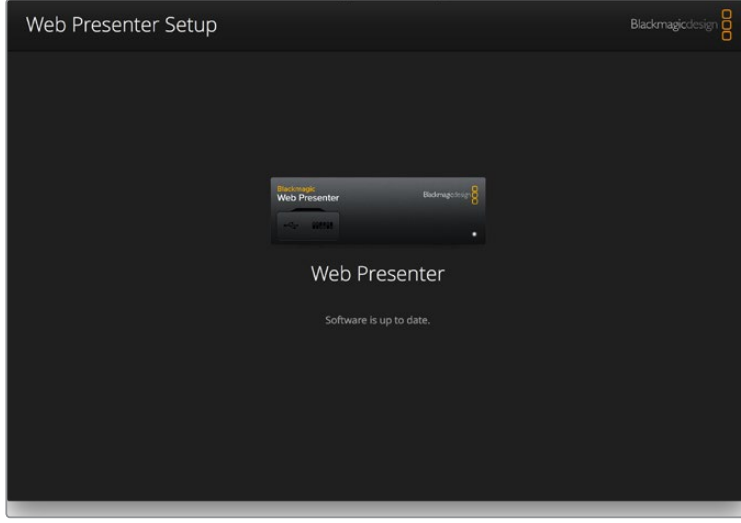 Web Presenter Setup
Blackmagicdesign
Blackmagic
Web Presenter
Blackmagicdesign
Web Presenter
Software is up to date.